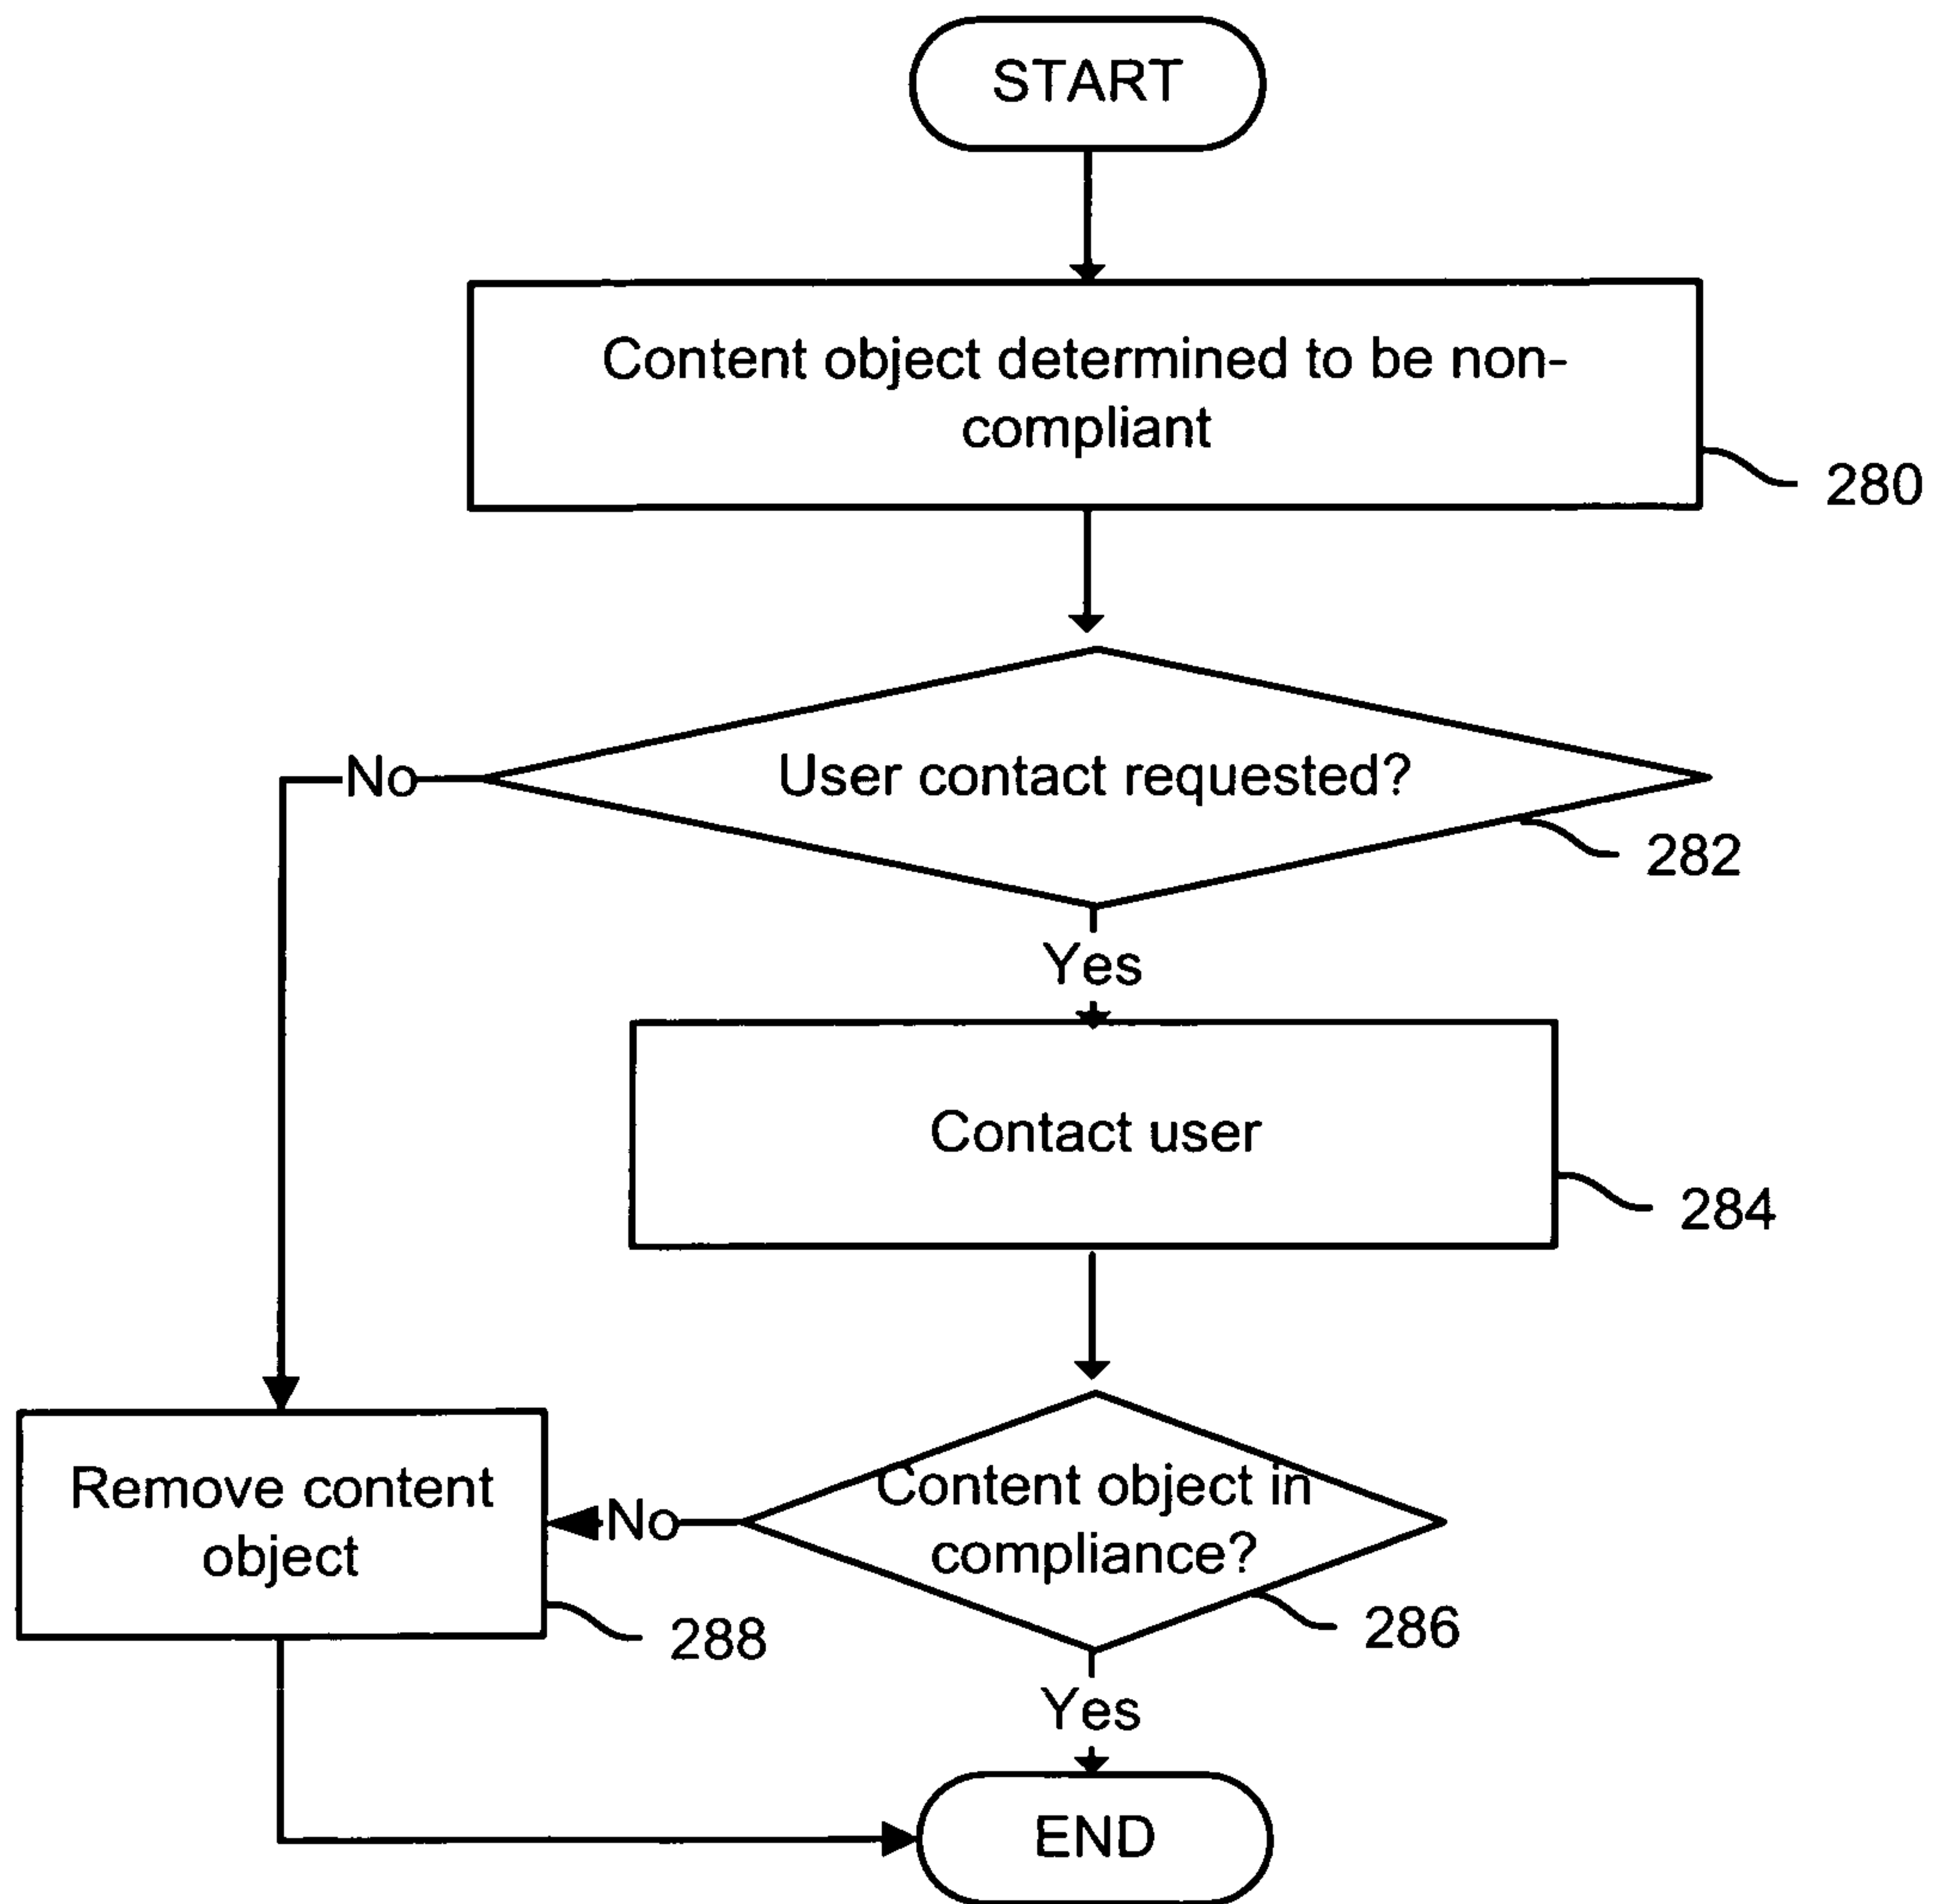 START
Content object determined to be non-
compliant
280
User contact requested?
282
No
Yes
Contact user
284
Content object in
compliance?
286
No
Remove content
object
288
Yes
END